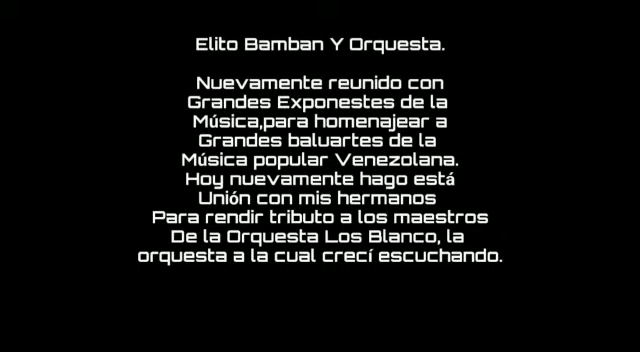 Elito Bamban Y Orquesta.
Nuevamente reunido con
Grandes Exponestes de la
Música,para homenajear a
Grandes baluartes de la
Música popular Venezolana.
Hoy nuevamente hago está
Unión con mis hermanos
Para rendir tributo a los maestros
De la Orquesta Los Blanco, la
orquesta a la cual crecí escuchando.